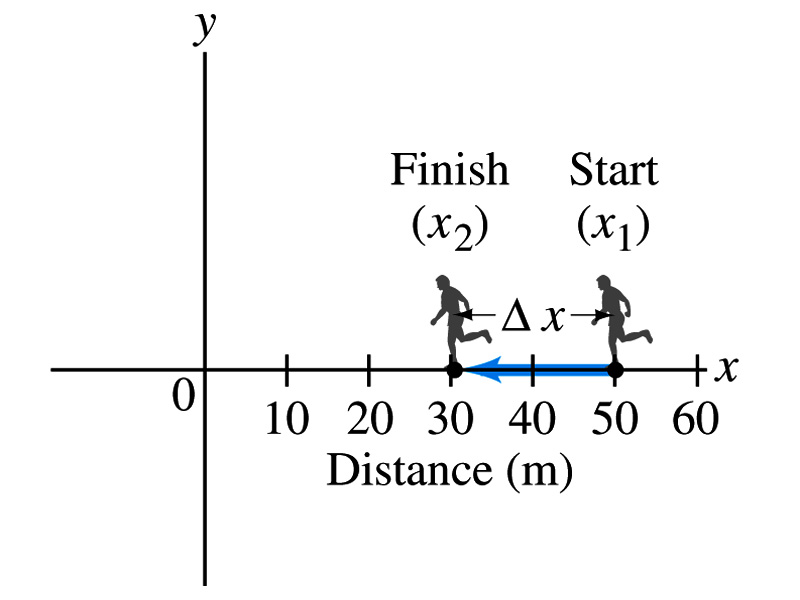 y
Finish Start
(x₂) (x₁)
Δ x
x
0
10 20 30 40 50 60
Distance (m)